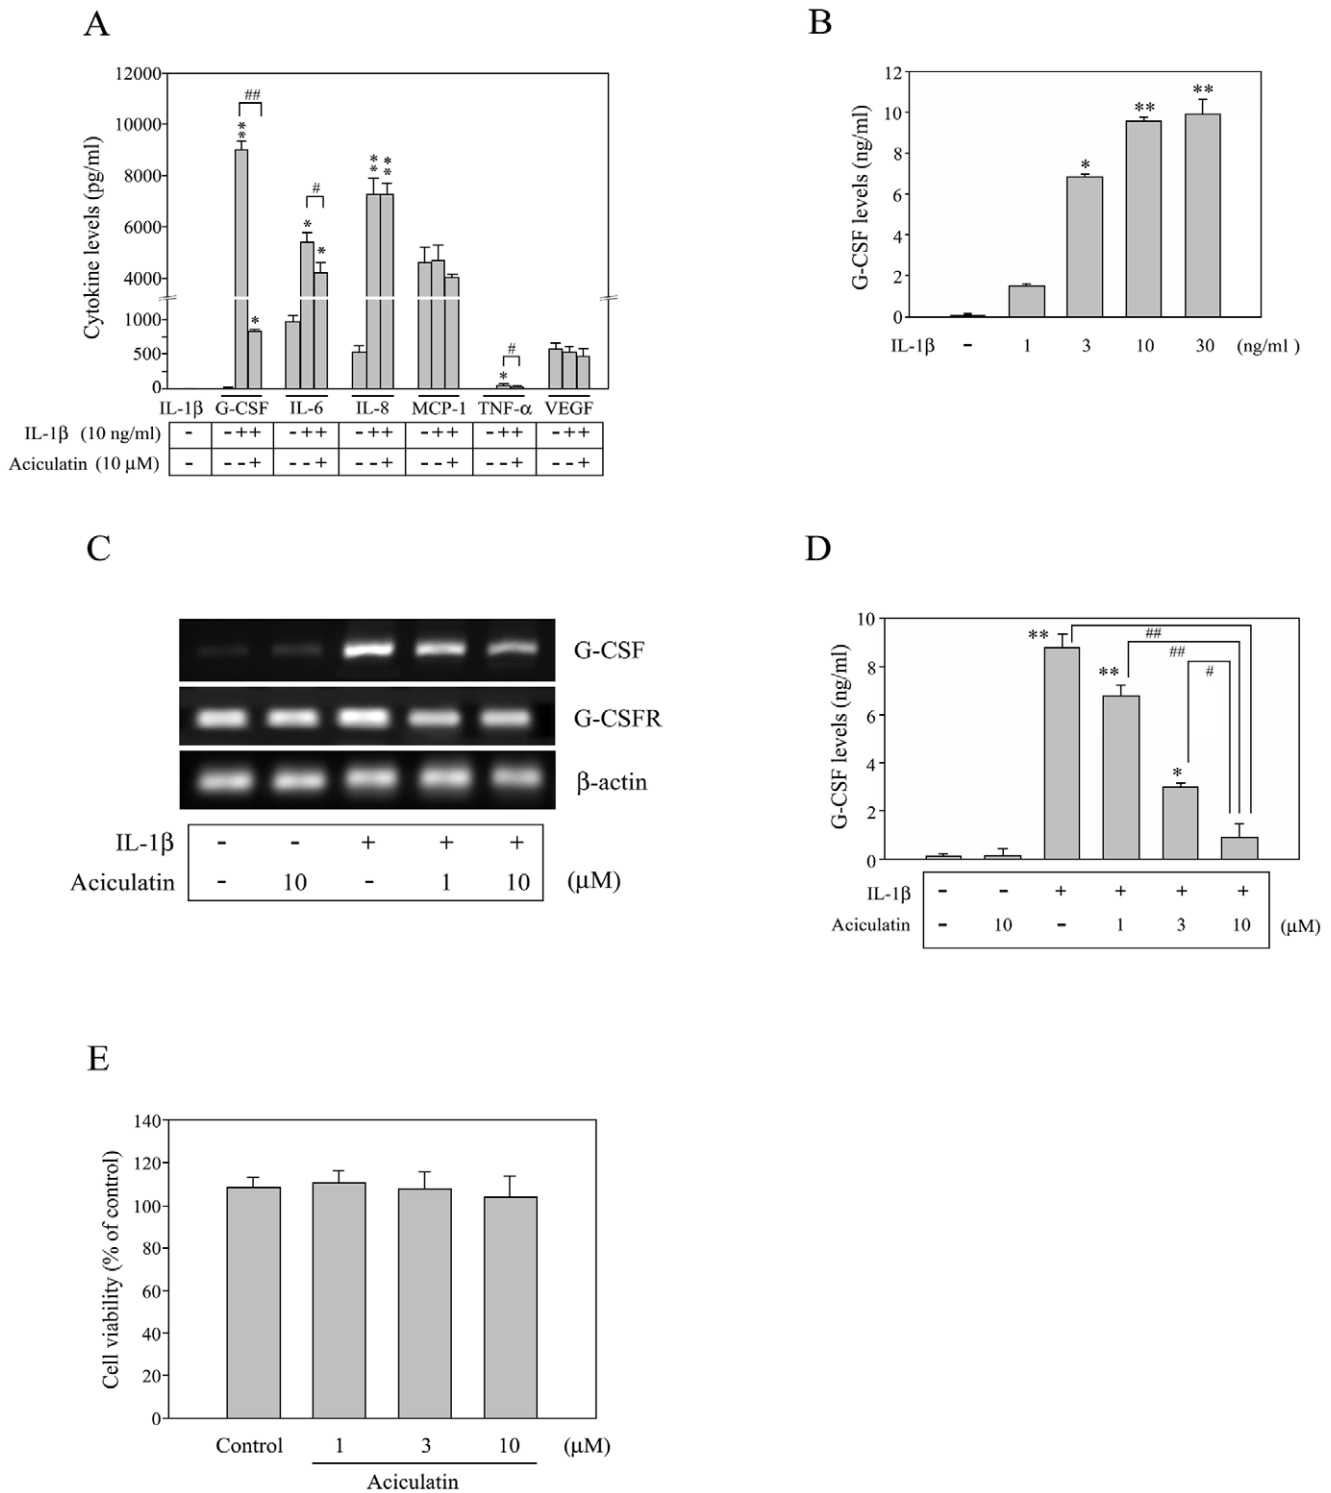 A
12000
10000
8000
6000
4000
1000
500
0
Cytokine levels (pg/ml)
##
**
*
#
*
*
**
**
#
*
IL-1β G-CSF IL-6 IL-8 MCP-1 TNF-α VEGF
IL-1β (10 ng/ml) - -++ -++ -++ -++ -++ -++
Aciculatin (10 μM) - --+ --+ --+ --+ --+ --+
B
12
10
8
6
4
2
0
G-CSF levels (ng/ml)
*
**
**
IL-1β - 1 3 10 30 (ng/ml )
C
G-CSF
G-CSFR
β-actin
IL-1β - - + + +
Aciculatin - 10 - 1 10 (μM)
D
10
8
6
4
2
0
G-CSF levels (ng/ml)
**
##
**
##
#
*
IL-1β - - + + + +
Aciculatin - 10 - 1 3 10 (μM)
E
140
120
100
80
60
40
20
0
Cell viability (% of control)
Control 1 3 10 (μM)
Aciculatin